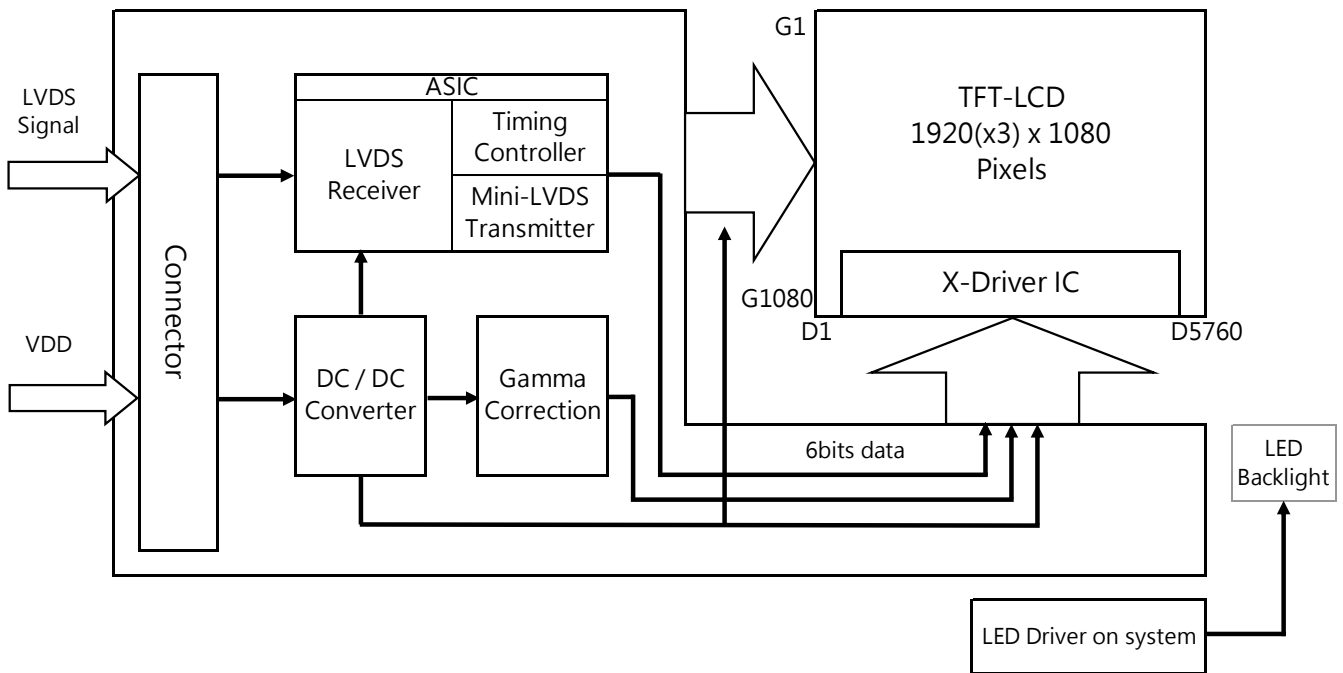 LVDS
Signal
VDD
Connector
ASIC
LVDS
Receiver
Timing
Controller
Mini-LVDS
Transmitter
DC / DC
Converter
Gamma
Correction
6bits data
G1
G1080
TFT-LCD
1920(x3) x 1080
Pixels
X-Driver IC
D1
D5760
LED
Backlight
LED Driver on system